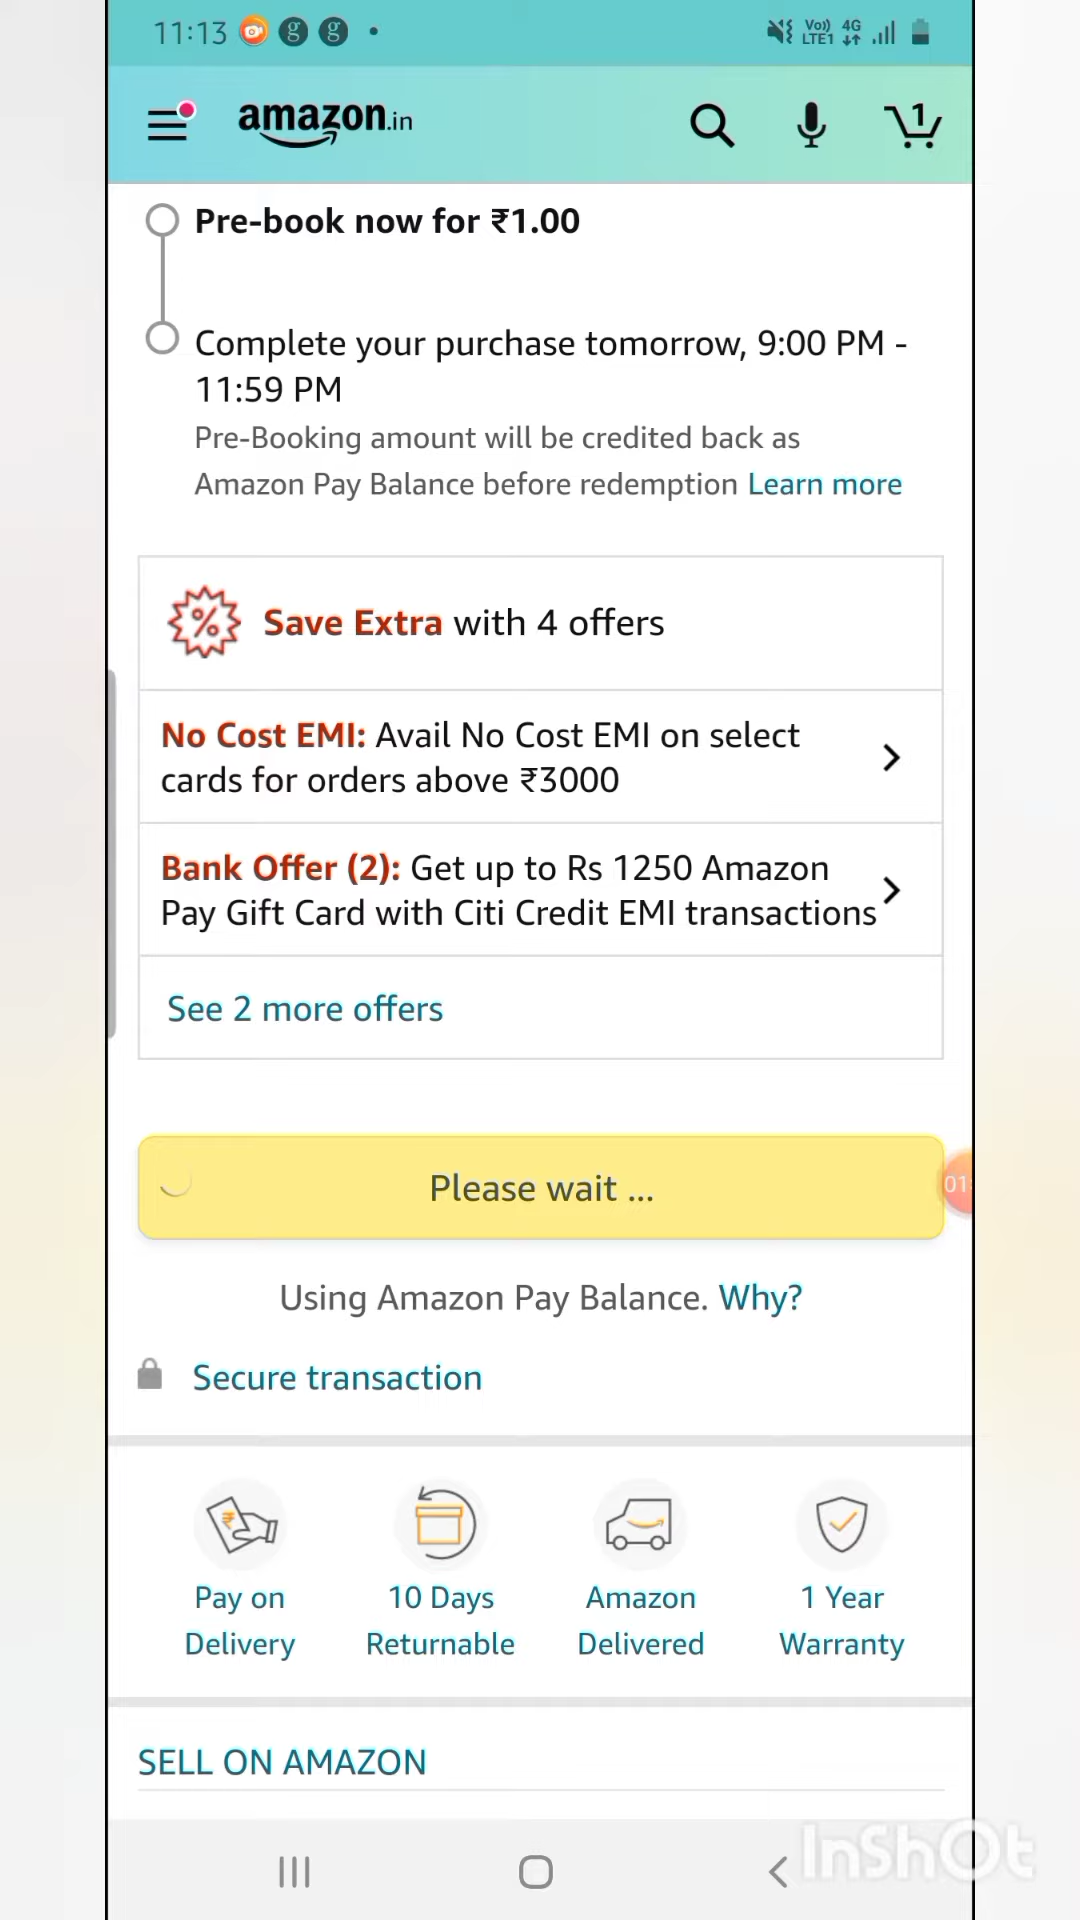 11:13
Vo)) 4G
LTE1
amazon.in
1
Pre-book now for ₹1.00
Complete your purchase tomorrow, 9:00 PM -
11:59 PM
Pre-Booking amount will be credited back as
Amazon Pay Balance before redemption Learn more
% Save Extra with 4 offers
No Cost EMI: Avail No Cost EMI on select
cards for orders above ₹3000
Bank Offer (2): Get up to Rs 1250 Amazon
Pay Gift Card with Citi Credit EMI transactions
See 2 more offers
Please wait ...
01:
Using Amazon Pay Balance. Why?
Secure transaction
Pay on
Delivery
10 Days
Returnable
Amazon
Delivered
1 Year
Warranty
SELL ON AMAZON
InShOt